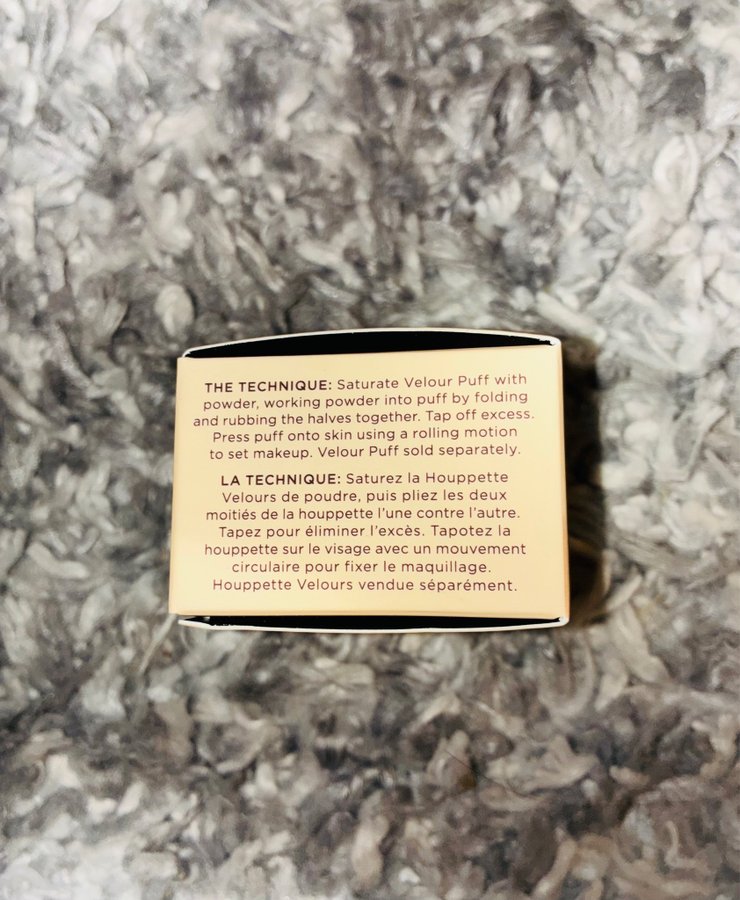 THE TECHNIQUE: Saturate Velour Puff with
powder, working powder into puff by folding
and rubbing the halves together. Tap off excess.
Press puff onto skin using a rolling motion
to set makeup. Velour Puff sold separately.
LA TECHNIQUE: Saturez la Houppette
Velours de poudre, puis pliez les deux
moitiés de la houppette l'une contre l'autre.
Tapez pour éliminer l'excès. Tapotez la
houppette sur le visage avec un mouvement
circulaire pour fixer le maquillage.
Houppette Velours vendue séparément.